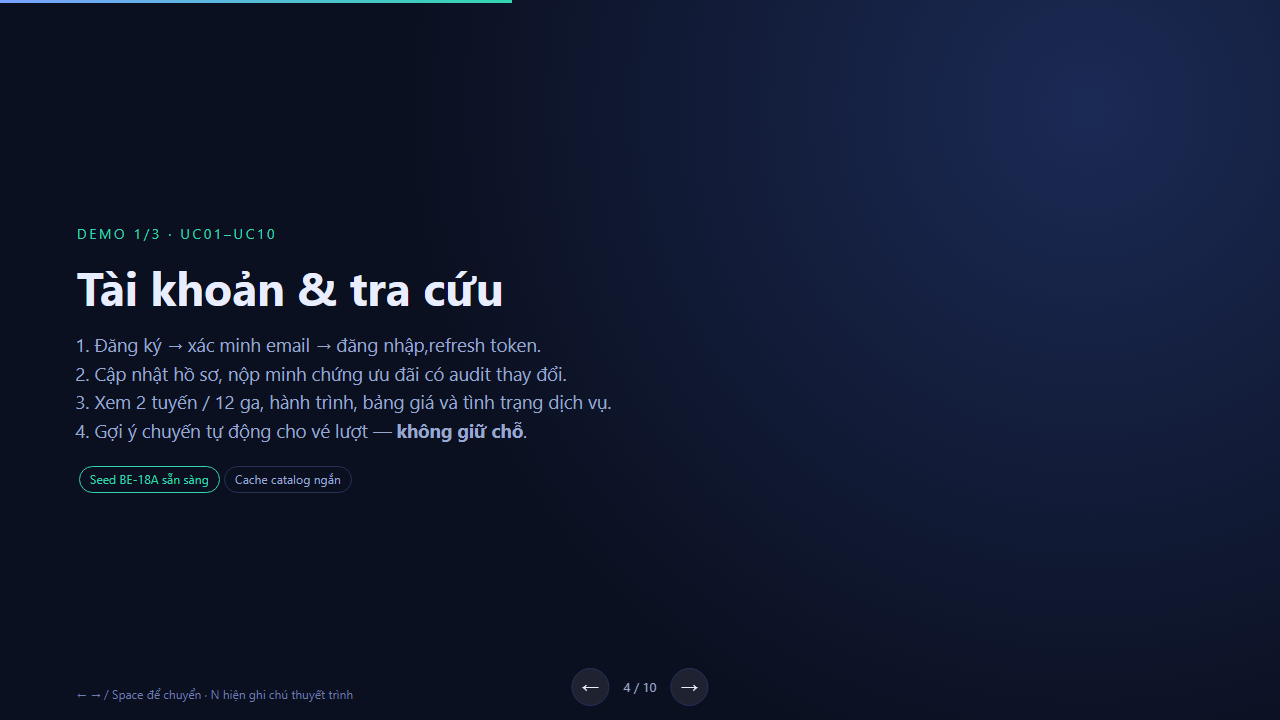 DEMO 1/3 · UC01–UC10
Tài khoản & tra cứu
1. Đăng ký → xác minh email → đăng nhập,refresh token.
2. Cập nhật hồ sơ, nộp minh chứng ưu đãi có audit thay đổi.
3. Xem 2 tuyến / 12 ga, hành trình, bảng giá và tình trạng dịch vụ.
4. Gợi ý chuyến tự động cho vé lượt — không giữ chỗ.
Seed BE-18A sẵn sàng Cache catalog ngắn
← → / Space để chuyển · N hiện ghi chú thuyết trình ← 4 / 10 →